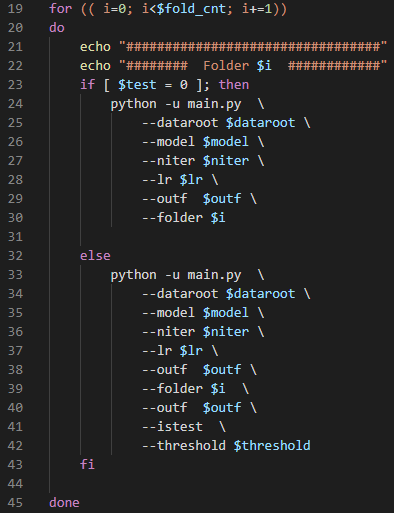 19 for (( i=0; i<$fold_cnt; i+=1))
20 do
21     echo "#################################"
22     echo "########  Folder $i  ############"
23     if [ $test = 0 ]; then
24         python -u main.py  \
25             --dataroot $dataroot \
26             --model $model \
27             --niter $niter \
28             --lr $lr \
29             --outf  $outf \
30             --folder $i
31
32     else
33         python -u main.py  \
34             --dataroot $dataroot \
35             --model $model \
36             --niter $niter \
37             --lr $lr \
38             --outf  $outf \
39             --folder $i  \
40             --outf  $outf \
41             --istest  \
42             --threshold $threshold
43     fi
44
45 done